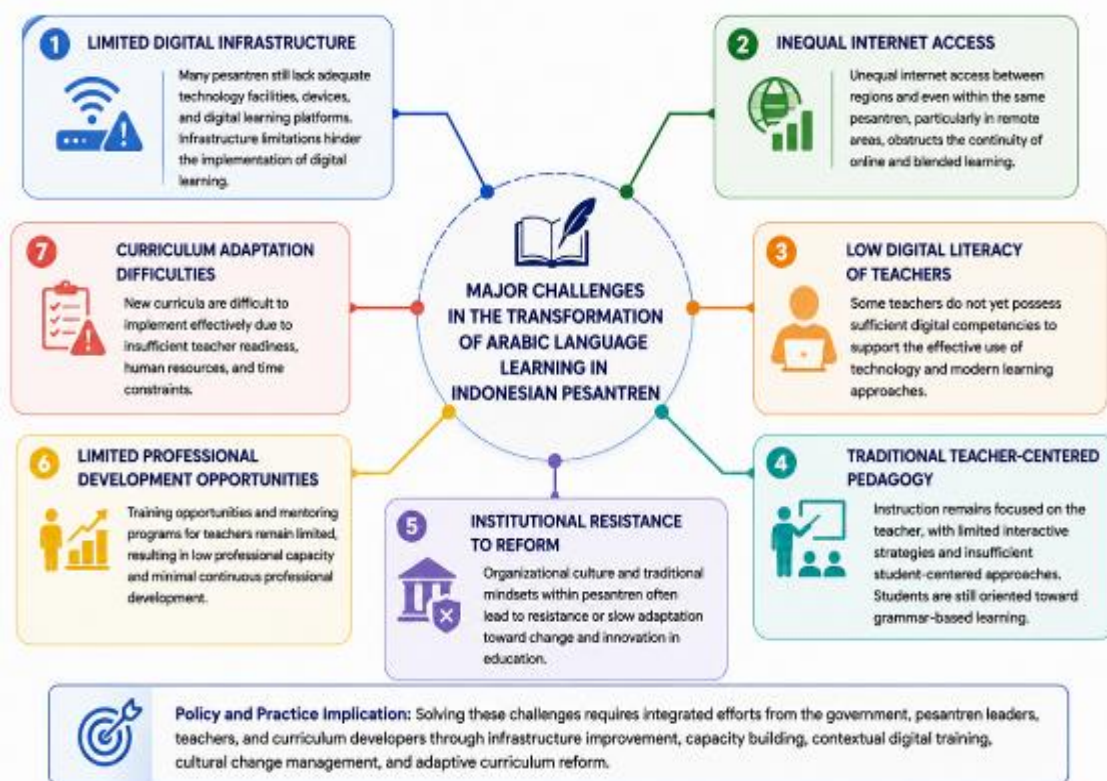 1 LIMITED DIGITAL INFRASTRUCTURE
Many pesantren still lack adequate
technology facilities, devices,
and digital learning platforms.
Infrastructure limitations hinder
the implementation of digital
learning.
2 INEQUAL INTERNET ACCESS
Unequal internet access between
regions and even within the same
pesantren, particularly in remote
areas, obstructs the continuity of
online and blended learning.
MAJOR CHALLENGES
IN THE TRANSFORMATION
OF ARABIC LANGUAGE
LEARNING IN
INDONESIAN PESANTREN
3 LOW DIGITAL LITERACY
OF TEACHERS
Some teachers do not yet possess
sufficient digital competencies to
support the effective use of
technology and modern learning
approaches.
4 TRADITIONAL TEACHER-CENTERED
PEDAGOGY
Instruction remains focused on the
teacher, with limited interactive
strategies and insufficient
student-centered approaches.
Students are still oriented toward
grammar-based learning.
5 INSTITUTIONAL RESISTANCE
TO REFORM
Organizational culture and traditional
mindsets within pesantren often
lead to resistance or slow adaptation
toward change and innovation in
education.
6 LIMITED PROFESSIONAL
DEVELOPMENT OPPORTUNITIES
Training opportunities and mentoring
programs for teachers remain limited,
resulting in low professional capacity
and minimal continuous professional
development.
7 CURRICULUM ADAPTATION
DIFFICULTIES
New curricula are difficult to
implement effectively due to
insufficient teacher readiness,
human resources, and time
constraints.
Policy and Practice Implication: Solving these challenges requires integrated efforts from the government, pesantren leaders,
teachers, and curriculum developers through infrastructure improvement, capacity building, contextual digital training,
cultural change management, and adaptive curriculum reform.